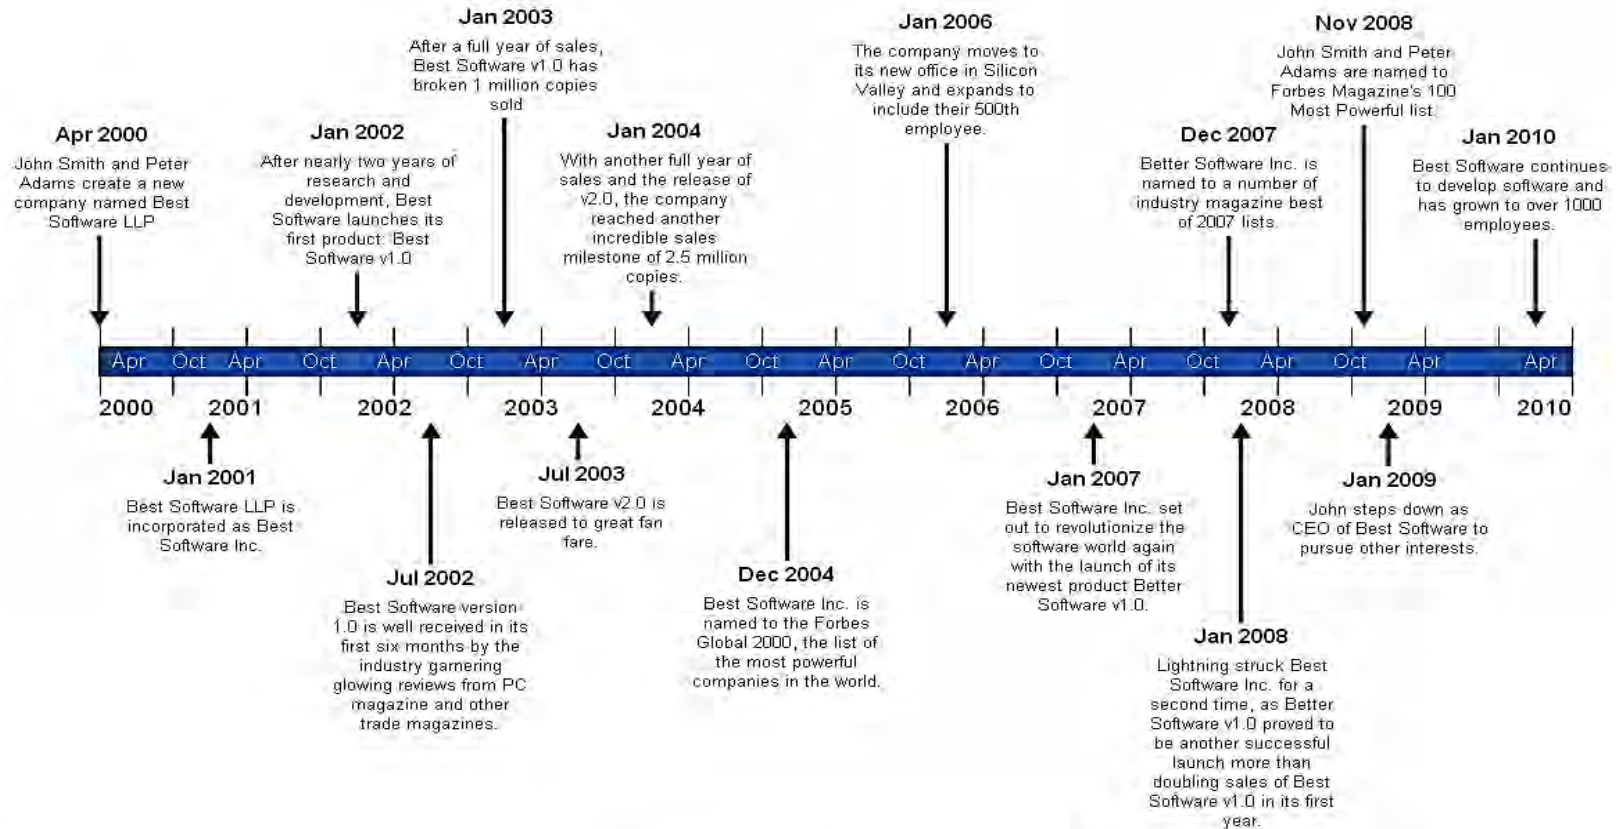 Apr 2000
John Smith and Peter
Adams create a new
company named Best
Software LLP
Jan 2002
After nearly two years of
research and
development, Best
Software launches its
first product: Best
Software v1.0
Jan 2003
After a full year of sales,
Best Software v1.0 has
broken 1 million copies
sold
Jan 2004
With another full year of
sales and the release of
v2.0, the company
reached another
incredible sales
milestone of 2.5 million
copies.
Jan 2006
The company moves to
its new office in Silicon
Valley and expands to
include their 500th
employee.
Dec 2007
Better Software Inc. is
named to a number of
industry magazine best
of 2007 lists.
Nov 2008
John Smith and Peter
Adams are named to
Forbes Magazine's 100
Most Powerful list.
Jan 2010
Best Software continues
to develop software and
has grown to over 1000
employees.
Apr Oct Apr Oct Apr Oct Apr Oct Apr Oct Apr Oct Apr Oct Apr Oct Apr Oct Apr Apr
2000 2001 2002 2003 2004 2005 2006 2007 2008 2009 2010
Jan 2001
Best Software LLP is
incorporated as Best
Software Inc.
Jul 2002
Best Software version
1.0 is well received in its
first six months by the
industry garnering
glowing reviews from PC
magazine and other
trade magazines.
Jul 2003
Best Software v2.0 is
released to great fan
fare.
Dec 2004
Best Software Inc. is
named to the Forbes
Global 2000, the list of
the most powerful
companies in the world.
Jan 2007
Best Software Inc. set
out to revolutionize the
software world again
with the launch of its
newest product Better
Software v1.0.
Jan 2008
Lightning struck Best
Software Inc. for a
second time, as Better
Software v1.0 proved to
be another successful
launch more than
doubling sales of Best
Software v1.0 in its first
year.
Jan 2009
John steps down as
CEO of Best Software to
pursue other interests.